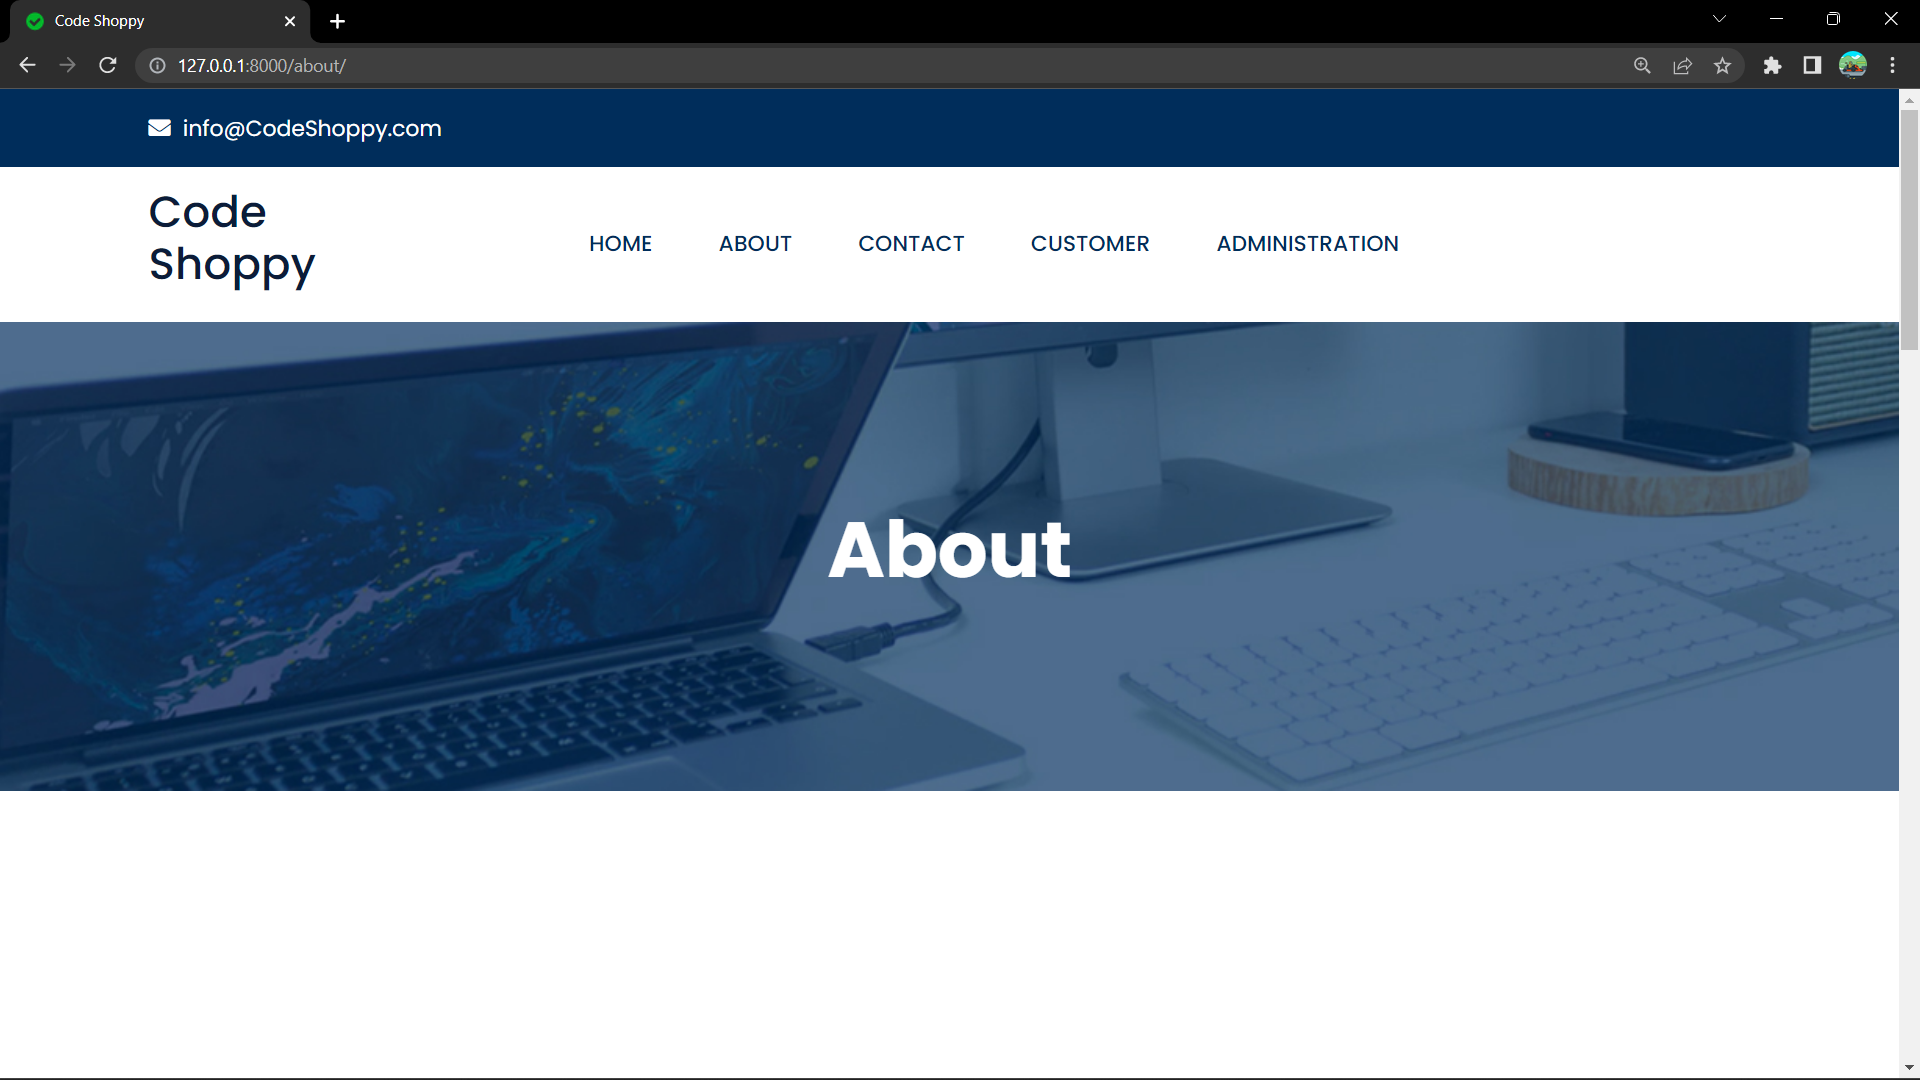 Code Shoppy
127.0.0.1:8000/about/
info@CodeShoppy.com
Code
Shoppy
HOME ABOUT CONTACT CUSTOMER ADMINISTRATION
About